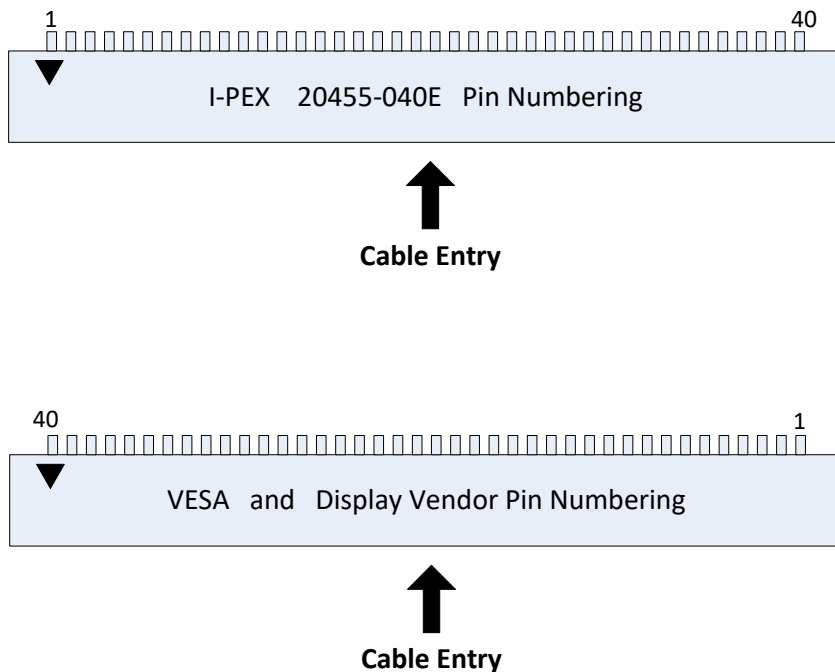 1 40
I-PEX 20455-040E Pin Numbering
Cable Entry
40 1
VESA and Display Vendor Pin Numbering
Cable Entry